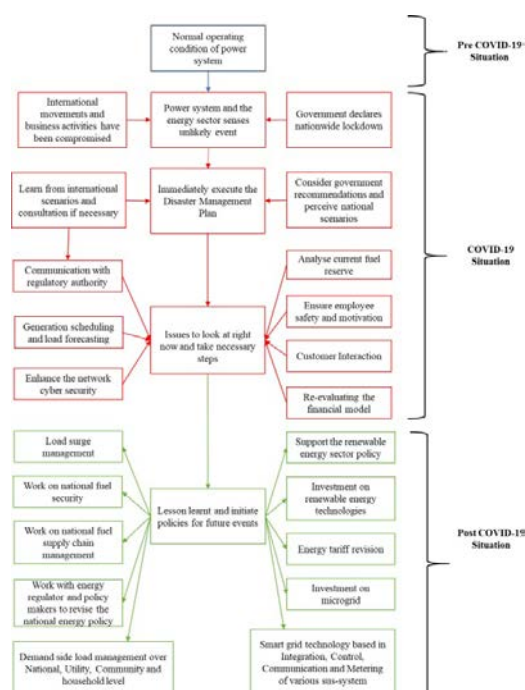 Normal operating
condition of power
system
Pre COVID-19
Situation
International
movements and
business activities have
been compromised
Power system and the
energy sector senses
unlikely event
Government declares
nationwide lockdown
Learn from international
scenarios and
consultation if necessary
Immediately execute the
Disaster Management
Plan
Consider government
recommendations and
perceive national
scenarios
COVID-19
Situation
Communication with
regulatory authority
Analyse current fuel
reserve
Generation scheduling
and load forecasting
Issues to look at right
now and take necessary
steps
Ensure employee
safety and motivation
Customer Interaction
Enhance the network
cyber security
Re-evaluating the
financial model
Load surge
management
Support the renewable
energy sector policy
Work on national fuel
security
Lesson learnt and initiate
policies for future events
Investment on
renewable energy
technologies
Work on national fuel
supply chain
management
Energy tariff revision
Post COVID-19
Situation
Work with energy
regulator and policy
makers to revise the
national energy policy
Investment on
microgrid
Demand side load management over
National, Utility, Community and
household level
Smart grid technology based in
Integration, Control,
Communication and Metering
of various sus-system